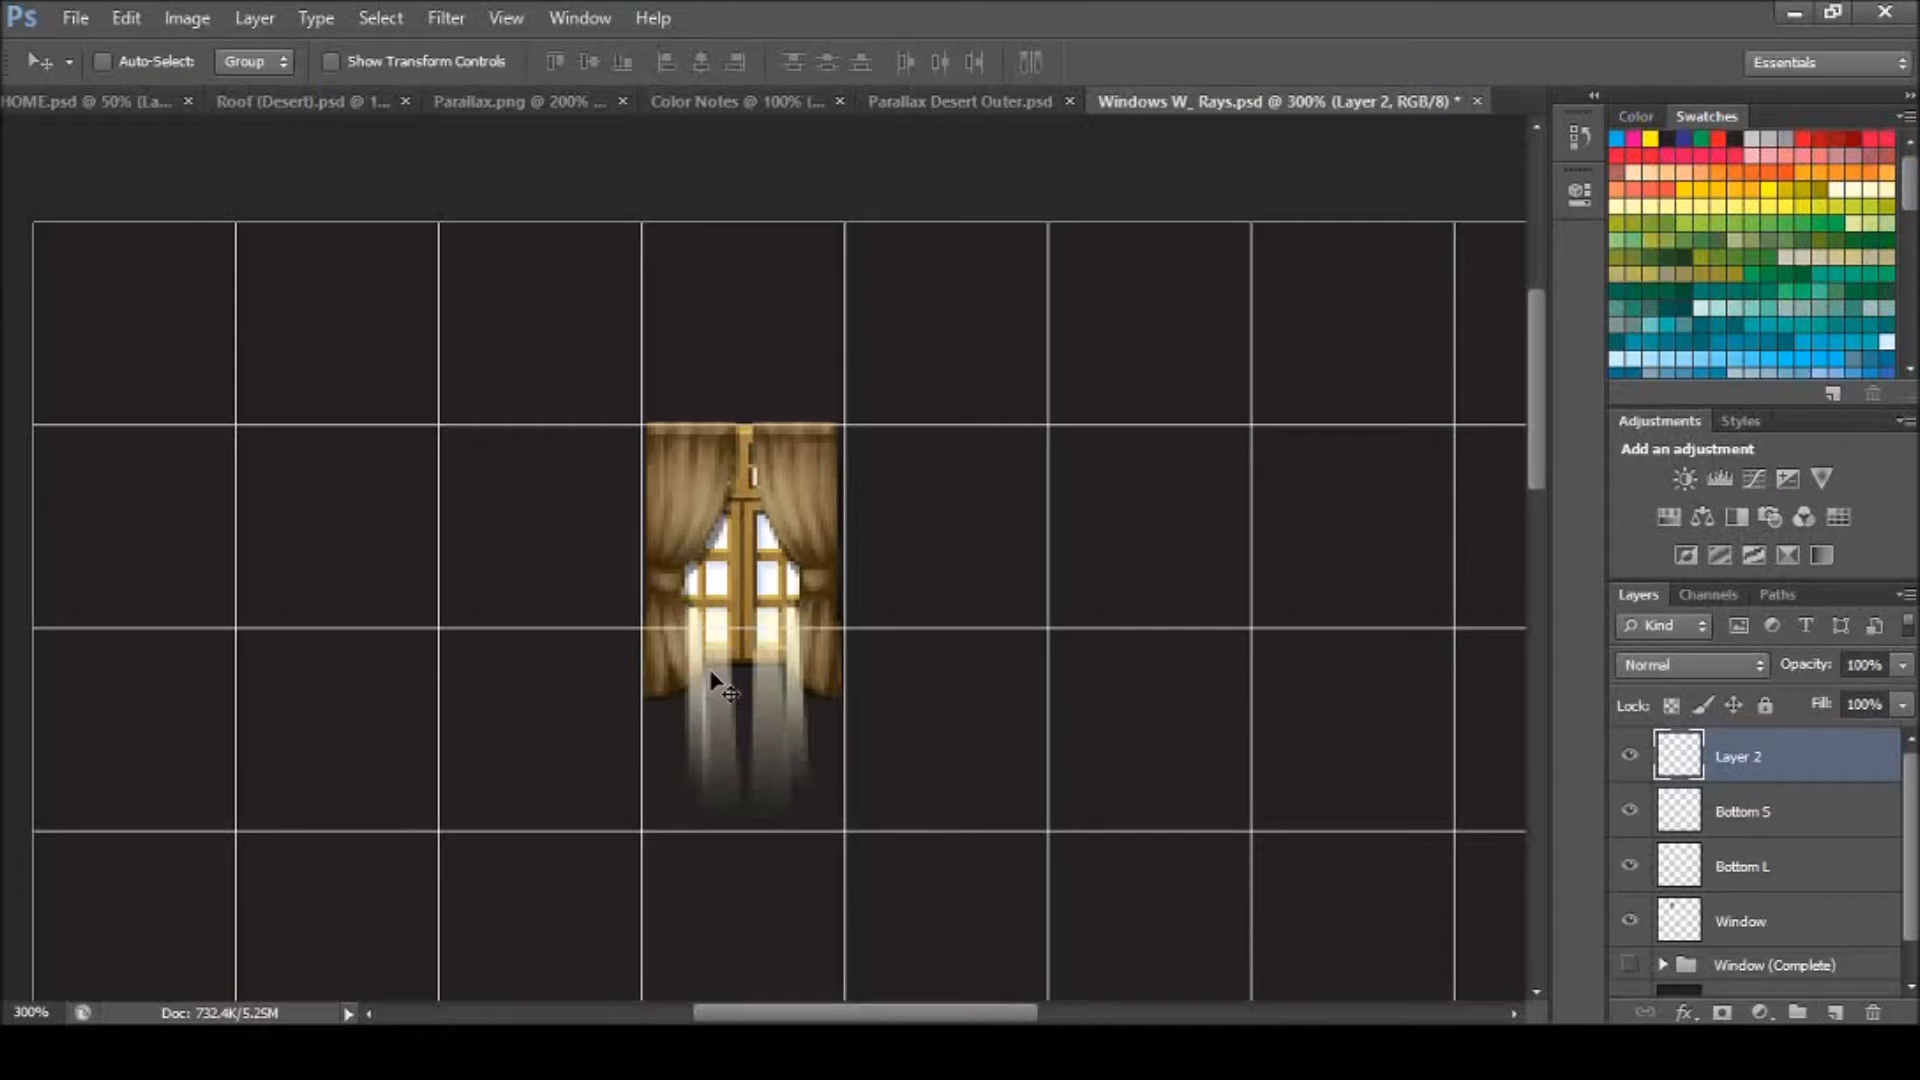 Ps File Edit Image Layer Type Select Filter View Window Help
Auto-Select: Group Show Transform Controls Essentials
HOME.psd @ 50% (La... × Roof (Desert).psd @ 1... × Parallax.png @ 200% ... × Color Notes @ 100% (... × Parallax Desert Outer.psd × Windows W_ Rays.psd @ 300% (Layer 2, RGB/8) * ×
Color Swatches
Adjustments Styles
Add an adjustment
Layers Channels Paths
Kind
Normal Opacity: 100%
Lock: Fill: 100%
Layer 2
Bottom S
Bottom L
Window
Window (Complete)
300% Doc: 732.4K/5.25M
fx